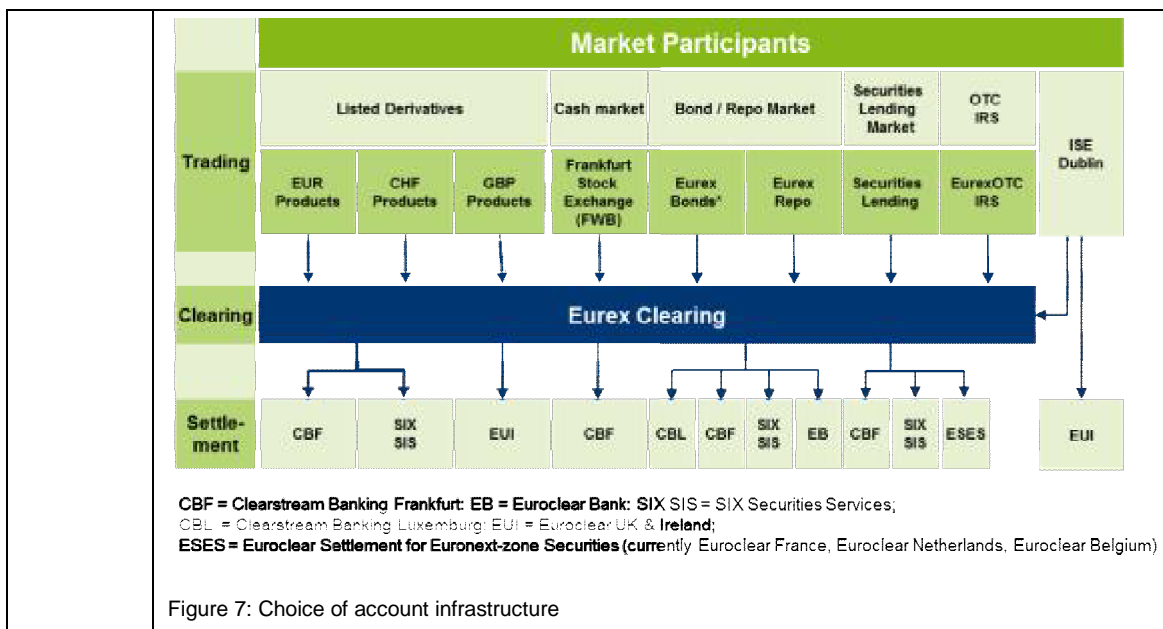 Market Participants
Trading
Listed Derivatives
Cash market
Bond / Repo Market
Securities
Lending
Market
OTC
IRS
ISE
Dublin
EUR
Products
CHF
Products
GBP
Products
Frankfurt
Stock
Exchange
(FWB)
Eurex
Bonds*
Eurex
Repo
Securities
Lending
EurexOTC
IRS
Clearing
Eurex Clearing
Settle-
ment
CBF
SIX
SIS
EUI
CBF
CBL
CBF
SIX
SIS
EB
CBF
SIX
SIS
ESES
EUI
CBF = Clearstream Banking Frankfurt: EB = Euroclear Bank: SIX SIS = SIX Securities Services;
CBL = Clearstream Banking Luxemburg: EUI = Euroclear UK & Ireland;
ESES = Euroclear Settlement for Euronext-zone Securities (currently Euroclear France, Euroclear Netherlands, Euroclear Belgium)
Figure 7: Choice of account infrastructure